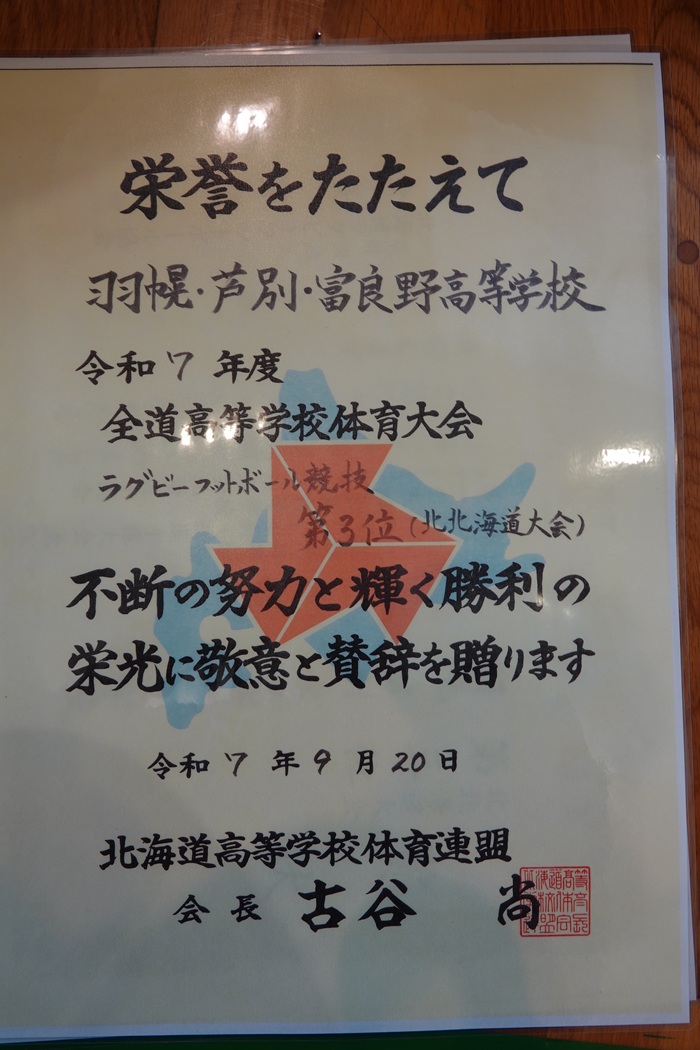 栄誉をたたえて
羽幌・芦別・富良野高等学校
令和7年度
全道高等学校体育大会
ラグビーフットボール競技
第3位(北北海道大会)
不断の努力と輝く勝利の
栄光に敬意と賛辞を贈ります
令和7年9月20日
北海道高等学校体育連盟
会長 古谷 尚